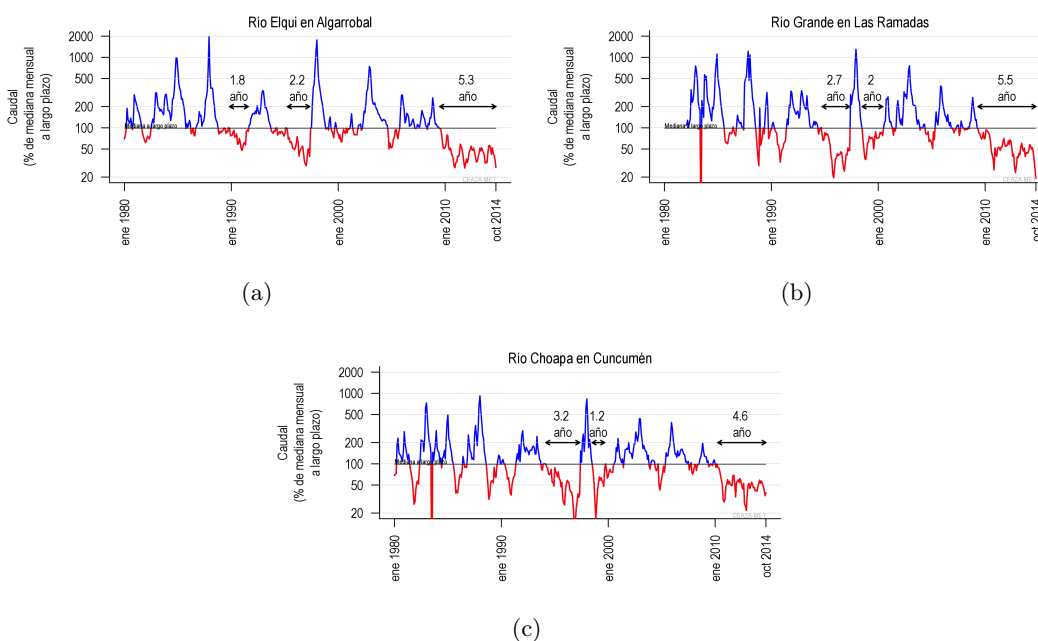 Río Elqui en Algarrobal
Caudal
(% de mediana mensual
a largo plazo)
2000
1000
500
200
100
50
20
1.8
año
2.2
año
5.3
año
Mediana a largo plazo
CEAZA-MET
ene 1980
ene 1990
ene 2000
ene 2010
oct 2014
(a)
Río Grande en Las Ramadas
Caudal
(% de mediana mensual
a largo plazo)
2000
1000
500
200
100
50
20
2.7
año
2
año
5.5
año
Mediana a largo plazo
CEAZA-MET
ene 1980
ene 1990
ene 2000
ene 2010
oct 2014
(b)
Río Choapa en Cuncumén
Caudal
(% de mediana mensual
a largo plazo)
2000
1000
500
200
100
50
20
3.2
año
1.2
año
4.6
año
Mediana a largo plazo
CEAZA-MET
ene 1980
ene 1990
ene 2000
ene 2010
oct 2014
(c)